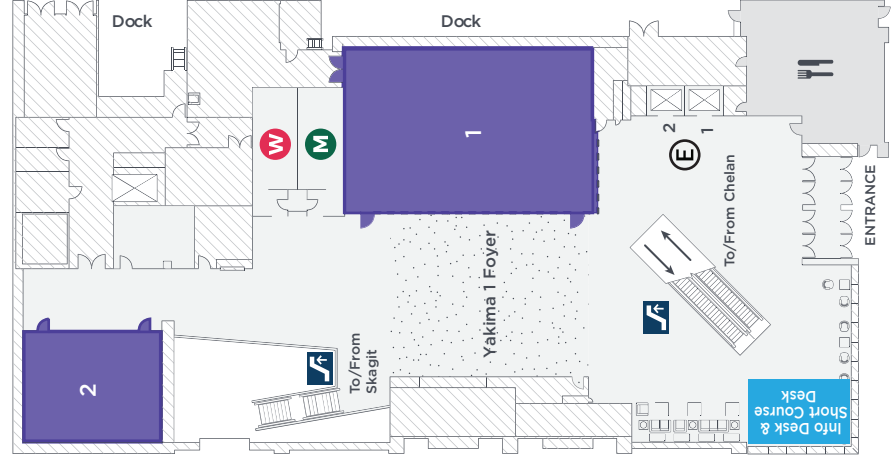 Dock
Dock
W
M
1
2
1
E
To/From Chelan
ENTRANCE
Yakima 1 Foyer
2
To/From
Skagit
Info Desk &
Short Course
Desk